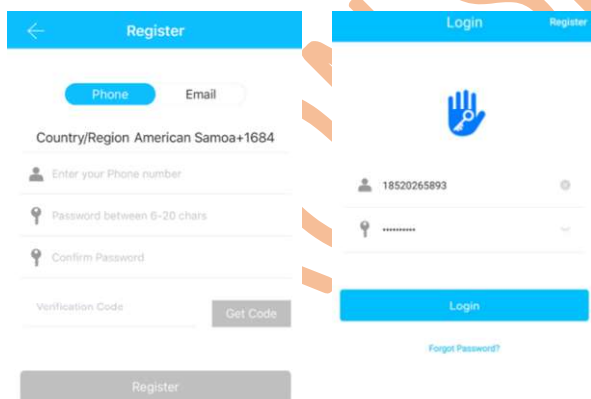 Register
Phone Email
Country/Region American Samoa+1684
Enter your Phone number
Password between 6-20 chars
Confirm Password
Verification Code Get Code
Register
Login Register
18520265893
••••••••••
Login
Forgot Password?